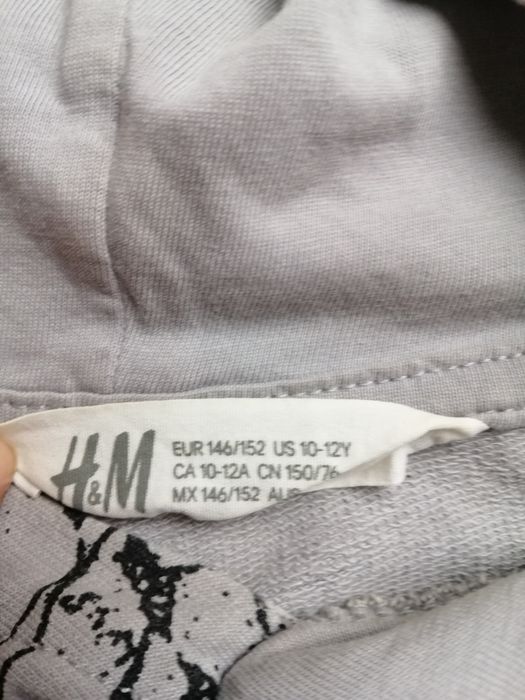 H&M
EUR 146/152 US 10-12Y
CA 10-12A CN 150/76
MX 146/152